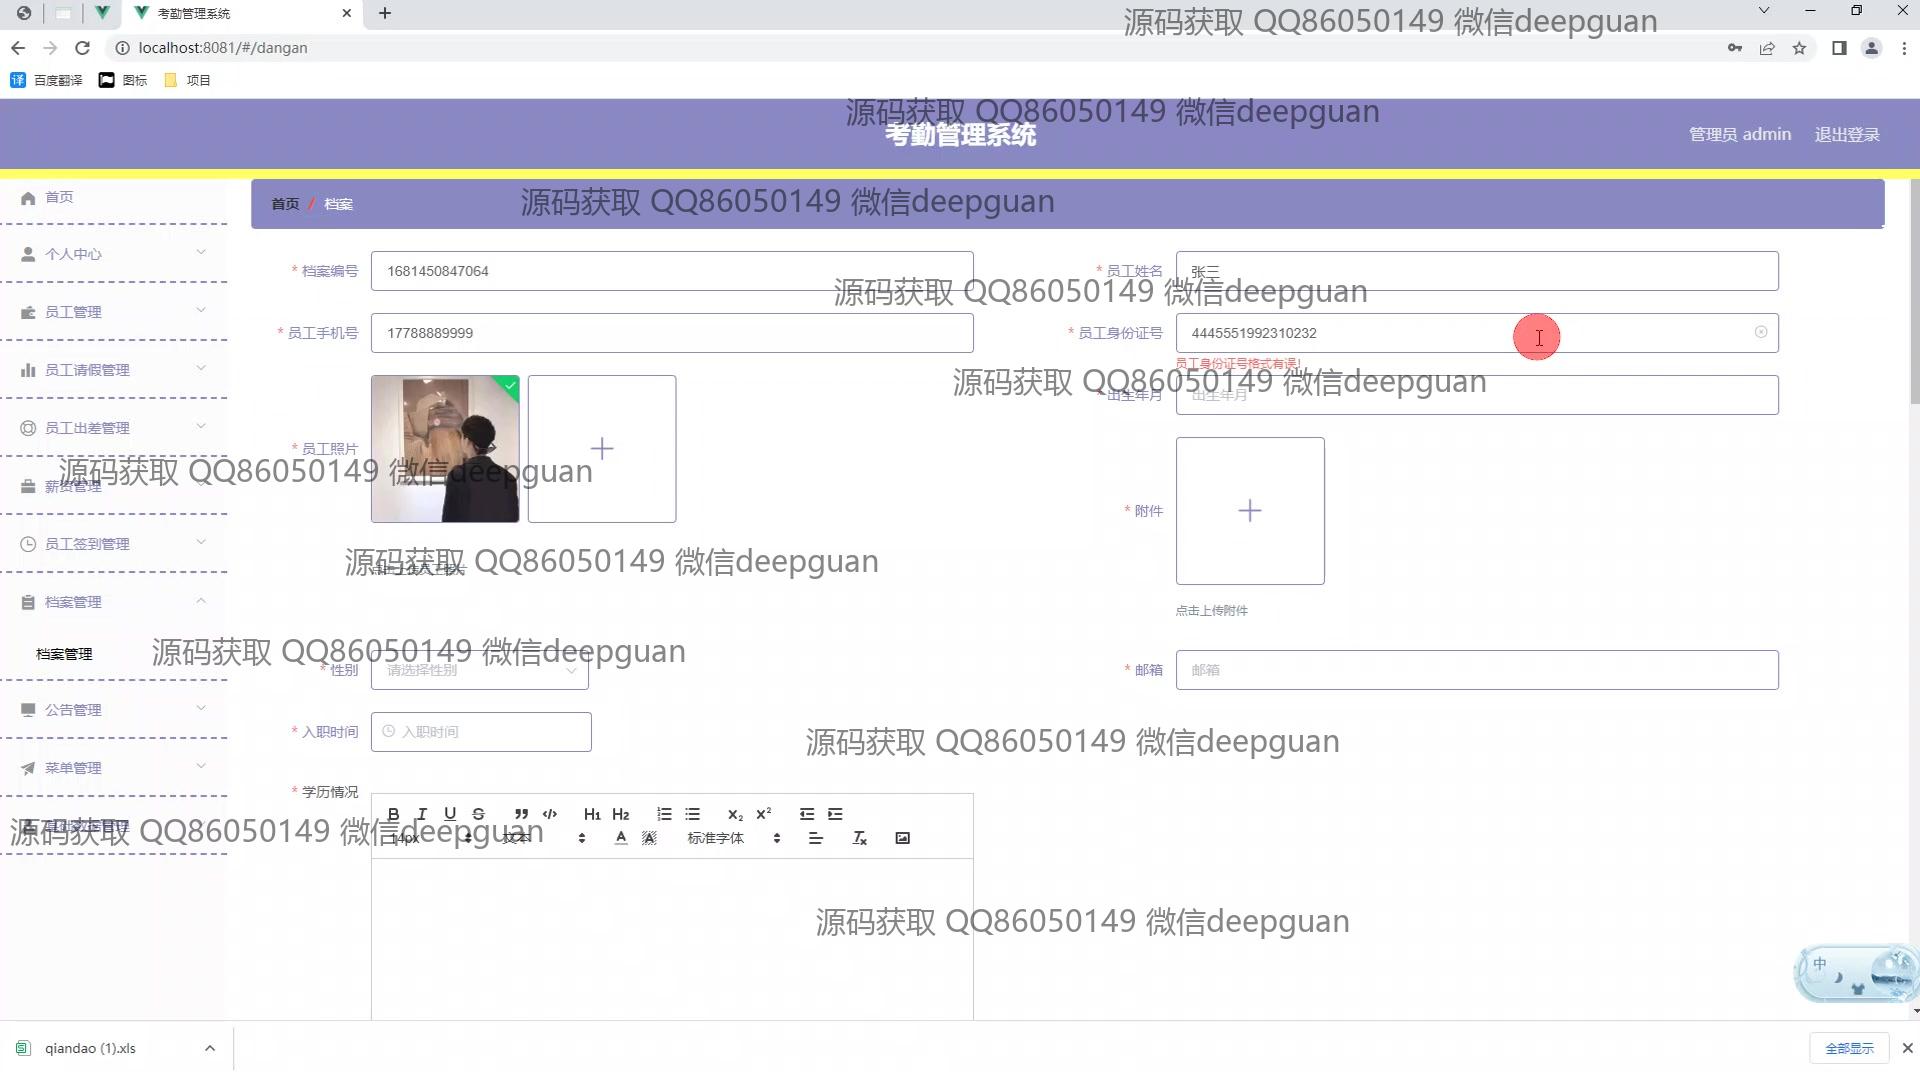 考勤管理系统
源码获取 QQ86050149 微信deepguan
localhost:8081/#/dangan
百度翻译 图标 项目
源码获取 QQ86050149 微信deepguan
考勤管理系统
管理员 admin 退出登录
首页
首页 / 档案
源码获取 QQ86050149 微信deepguan
个人中心
* 档案编号 1681450847064
* 员工姓名 张三
源码获取 QQ86050149 微信deepguan
员工管理
* 员工手机号 17788889999
* 员工身份证号 4445551992310232
员工身份证号格式有误!
员工请假管理
源码获取 QQ86050149 微信deepguan
* 出生年月 出生年月
员工出差管理
* 员工照片
源码获取 QQ86050149 微信deepguan
薪资管理
* 附件
员工签到管理
源码获取 QQ86050149 微信deepguan
点击上传员工照片
档案管理
点击上传附件
档案管理
源码获取 QQ86050149 微信deepguan
* 性别 请选择性别
* 邮箱 邮箱
公告管理
* 入职时间 入职时间
源码获取 QQ86050149 微信deepguan
菜单管理
* 学历情况
B I U S H1 H2 X2 X2
基础数据管理
源码获取 QQ86050149 微信deepguan
14px 文本 A A 标准字体 Tx
源码获取 QQ86050149 微信deepguan
中
qiandao (1).xls
全部显示